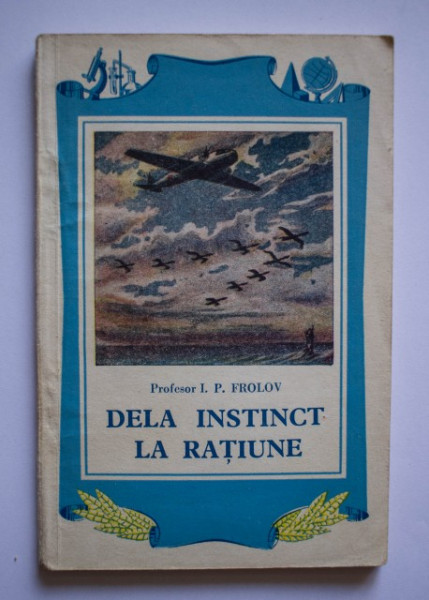 Profesor I. P. FROLOV
DELA INSTINCT
LA RAȚIUNE